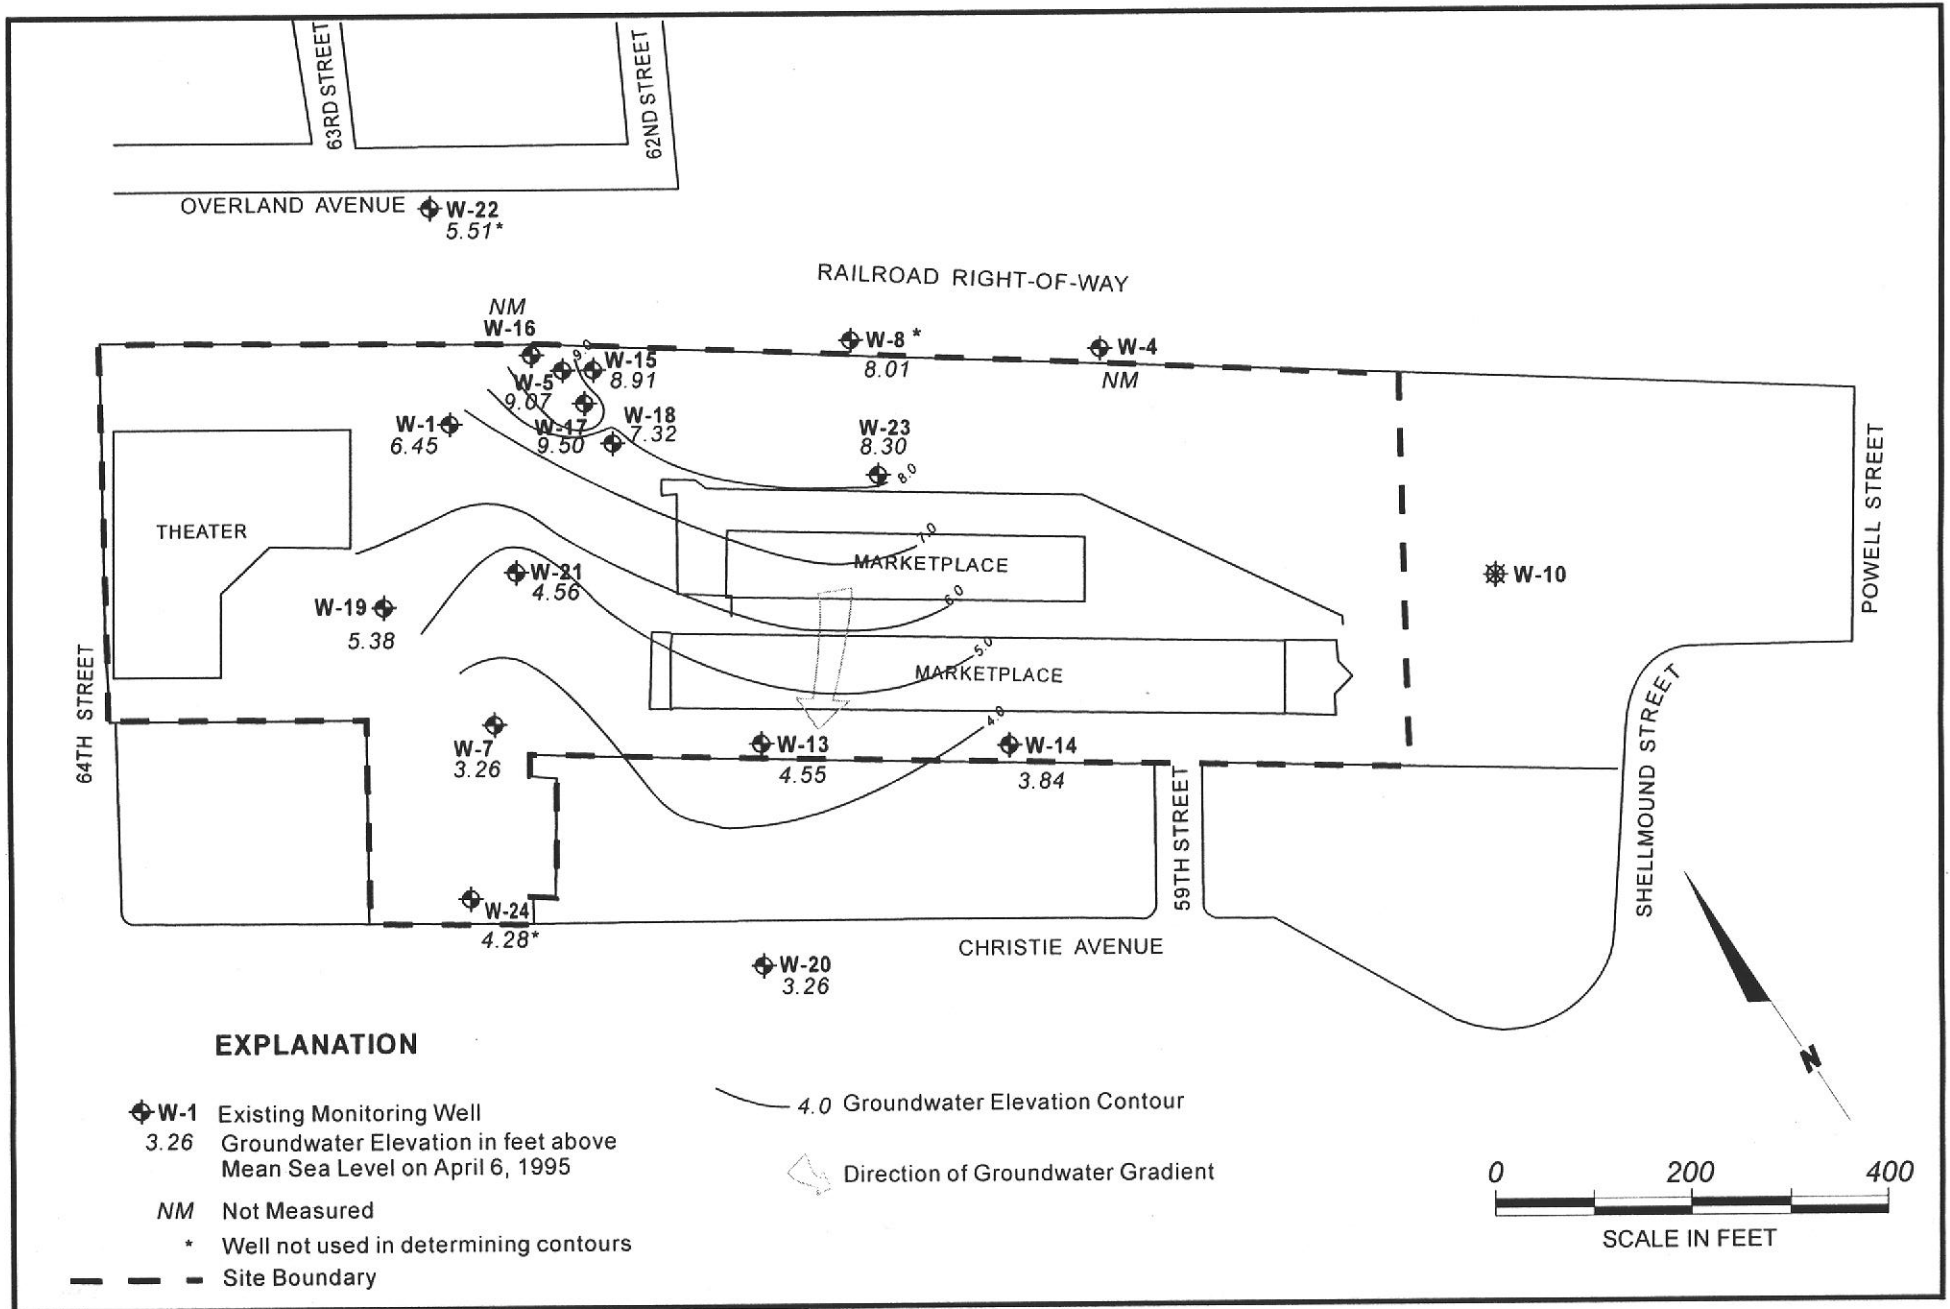 63RD STREET
62ND STREET
OVERLAND AVENUE
W-22
5.51*
RAILROAD RIGHT-OF-WAY
NM
W-16
9.0
W-15
8.91
W-5
9.07
W-8 *
8.01
W-4
NM
W-1
6.45
W-17
9.50
W-18
7.32
W-23
8.30
8.0
THEATER
7.0
MARKETPLACE
W-21
4.56
W-10
POWELL STREET
6.0
W-19
5.38
5.0
MARKETPLACE
64TH STREET
4.0
W-7
3.26
W-13
4.55
W-14
3.84
59TH STREET
SHELLMOUND STREET
W-24
4.28*
CHRISTIE AVENUE
W-20
3.26
N
EXPLANATION
W-1 Existing Monitoring Well
3.26 Groundwater Elevation in feet above
Mean Sea Level on April 6, 1995
NM Not Measured
* Well not used in determining contours
Site Boundary
4.0 Groundwater Elevation Contour
Direction of Groundwater Gradient
0 200 400
SCALE IN FEET